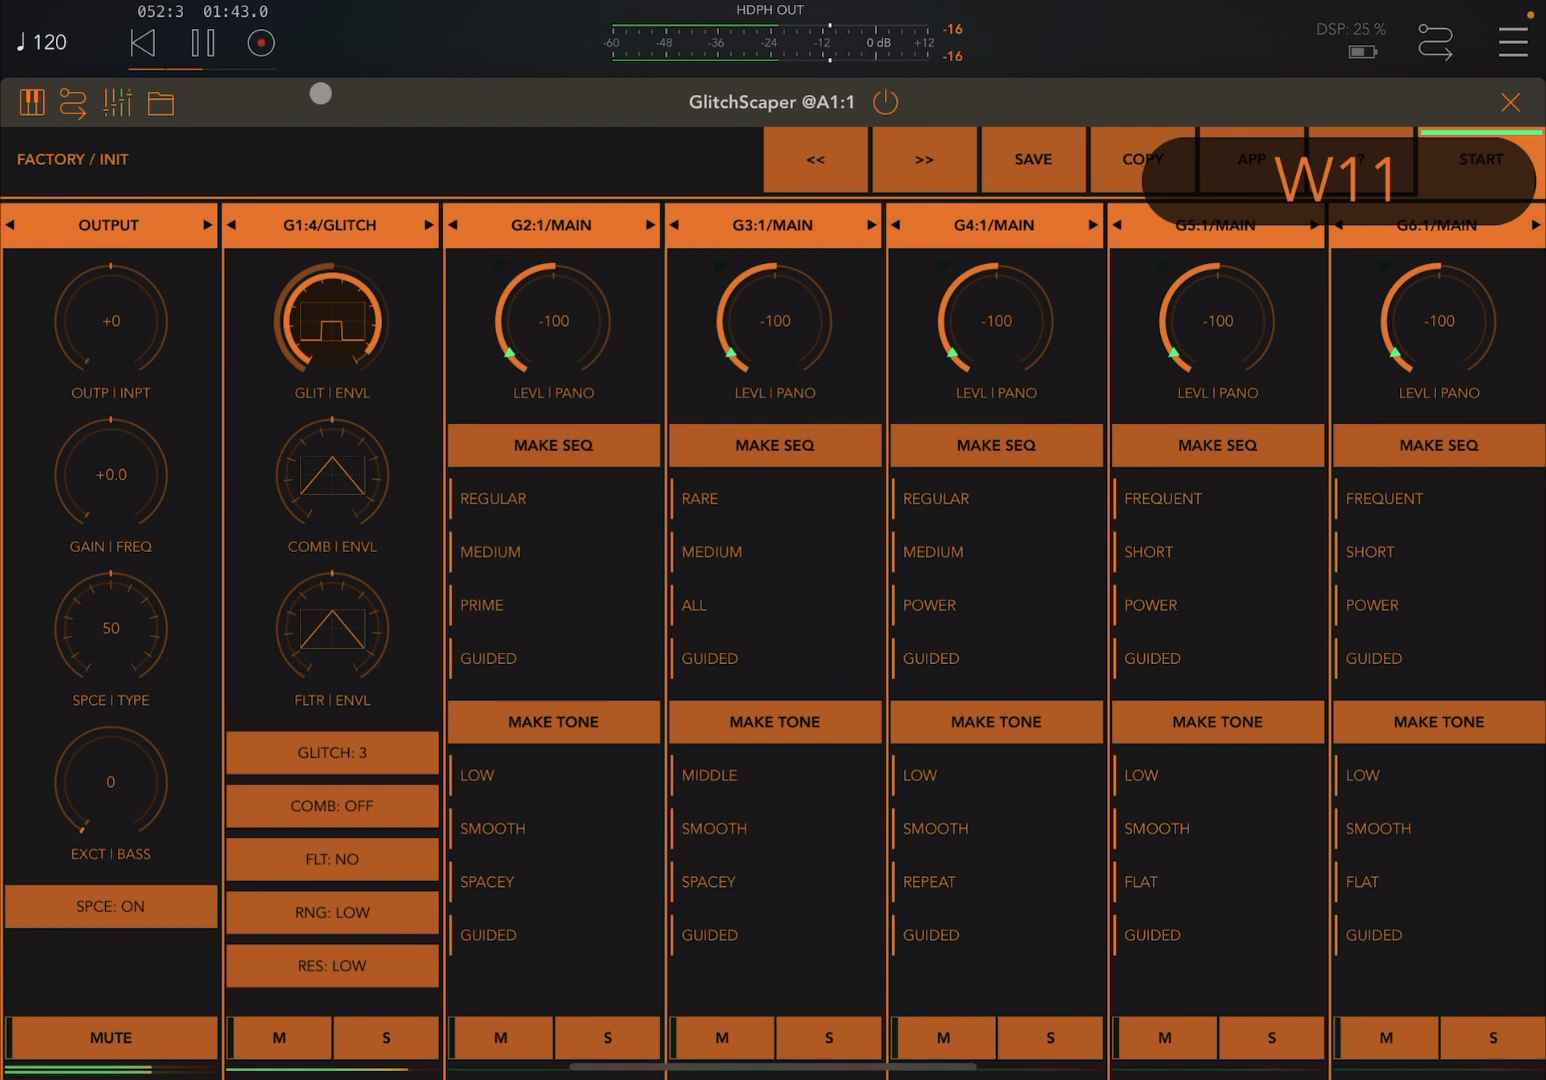 052:3 01:43.0 HDPH OUT
♩ 120
-60 -48 -36 -24 -12 0 dB +12
-16
-16
DSP: 25 %
GlitchScaper @A1:1
FACTORY / INIT << >> SAVE COPY APP ? START
W11
OUTPUT G1:4/GLITCH G2:1/MAIN G3:1/MAIN G4:1/MAIN G5:1/MAIN G6:1/MAIN
+0 -100 -100 -100 -100 -100
OUTP | INPT GLIT | ENVL LEVL | PANO LEVL | PANO LEVL | PANO LEVL | PANO LEVL | PANO
MAKE SEQ MAKE SEQ MAKE SEQ MAKE SEQ MAKE SEQ
+0.0
REGULAR RARE REGULAR FREQUENT FREQUENT
GAIN | FREQ COMB | ENVL MEDIUM MEDIUM MEDIUM SHORT SHORT
PRIME ALL POWER POWER POWER
50
GUIDED GUIDED GUIDED GUIDED GUIDED
SPCE | TYPE FLTR | ENVL
MAKE TONE MAKE TONE MAKE TONE MAKE TONE MAKE TONE
GLITCH: 3
0 LOW MIDDLE LOW LOW LOW
COMB: OFF
SMOOTH SMOOTH SMOOTH SMOOTH SMOOTH
EXCT | BASS FLT: NO
SPACEY SPACEY REPEAT FLAT FLAT
SPCE: ON RNG: LOW
GUIDED GUIDED GUIDED GUIDED GUIDED
RES: LOW
MUTE M S M S M S M S M S M S